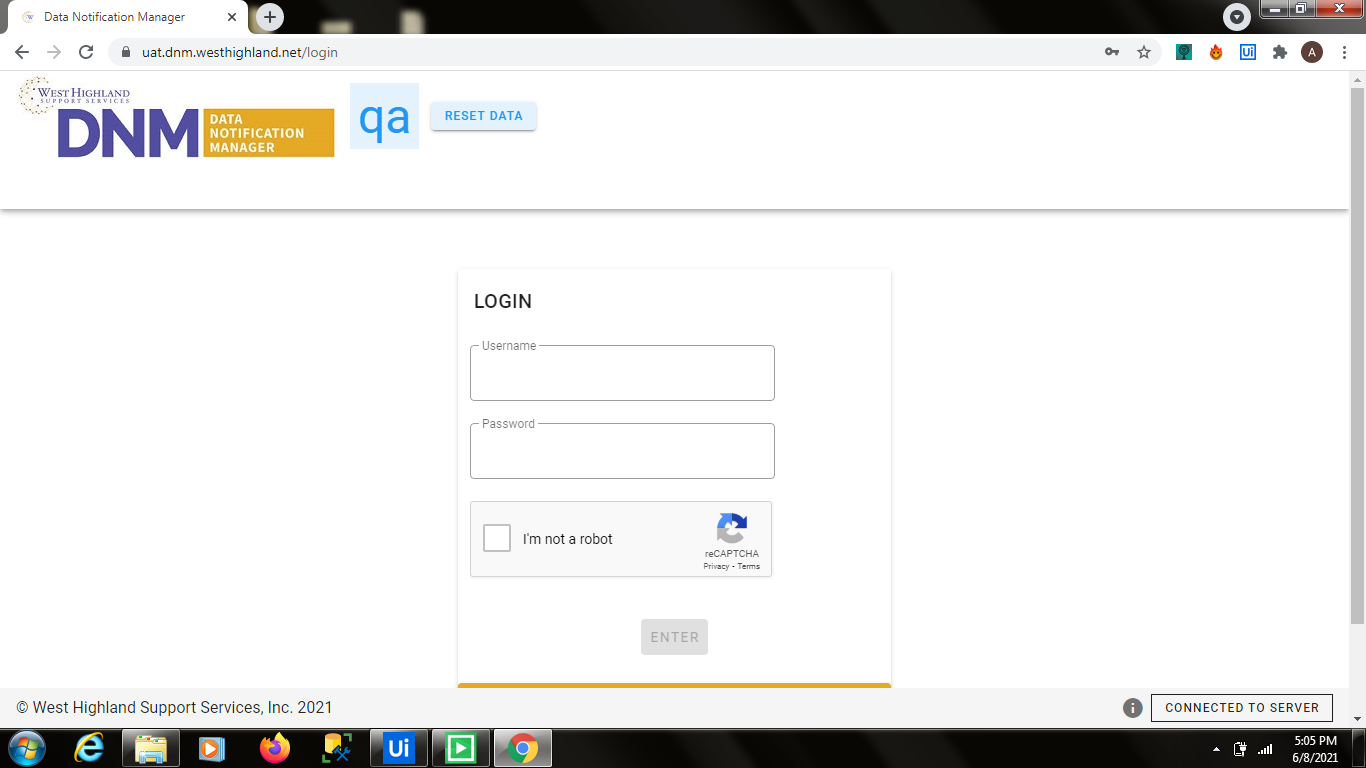 Data Notification Manager
uat.dnm.westhighland.net/login
Ui
A
WEST HIGHLAND
SUPPORT SERVICES
DNM
DATA
NOTIFICATION
MANAGER
qa
RESET DATA
LOGIN
Username
Password
I'm not a robot
reCAPTCHA
Privacy - Terms
ENTER
© West Highland Support Services, Inc. 2021
CONNECTED TO SERVER
Ui
5:05 PM
6/8/2021